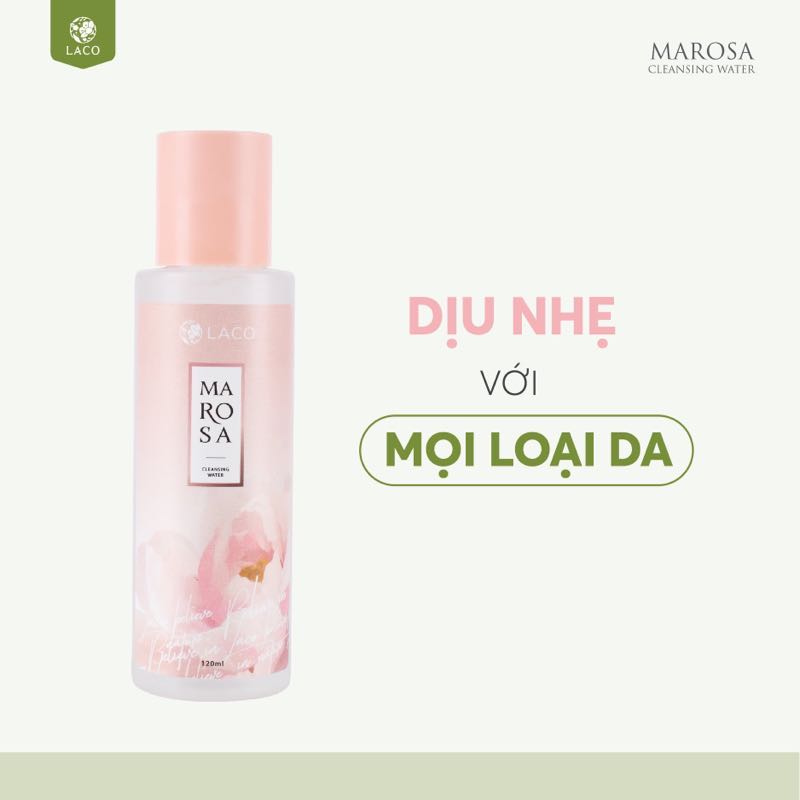 LACO
MAROSA
CLEANSING WATER
LACO
MA
RO
SA
CLEANSING
WATER
120ml
DỊU NHẸ
VỚI
MỌI LOẠI DA